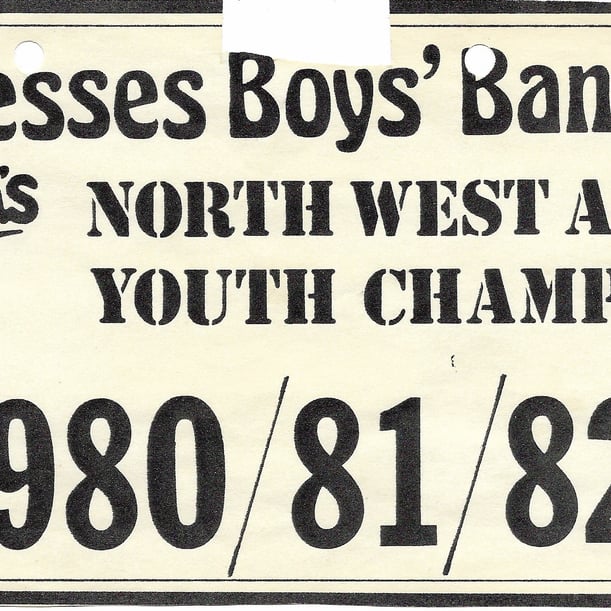 esses Boys' Ban
's
NORTH WEST A
YOUTH CHAMP
980/81/82